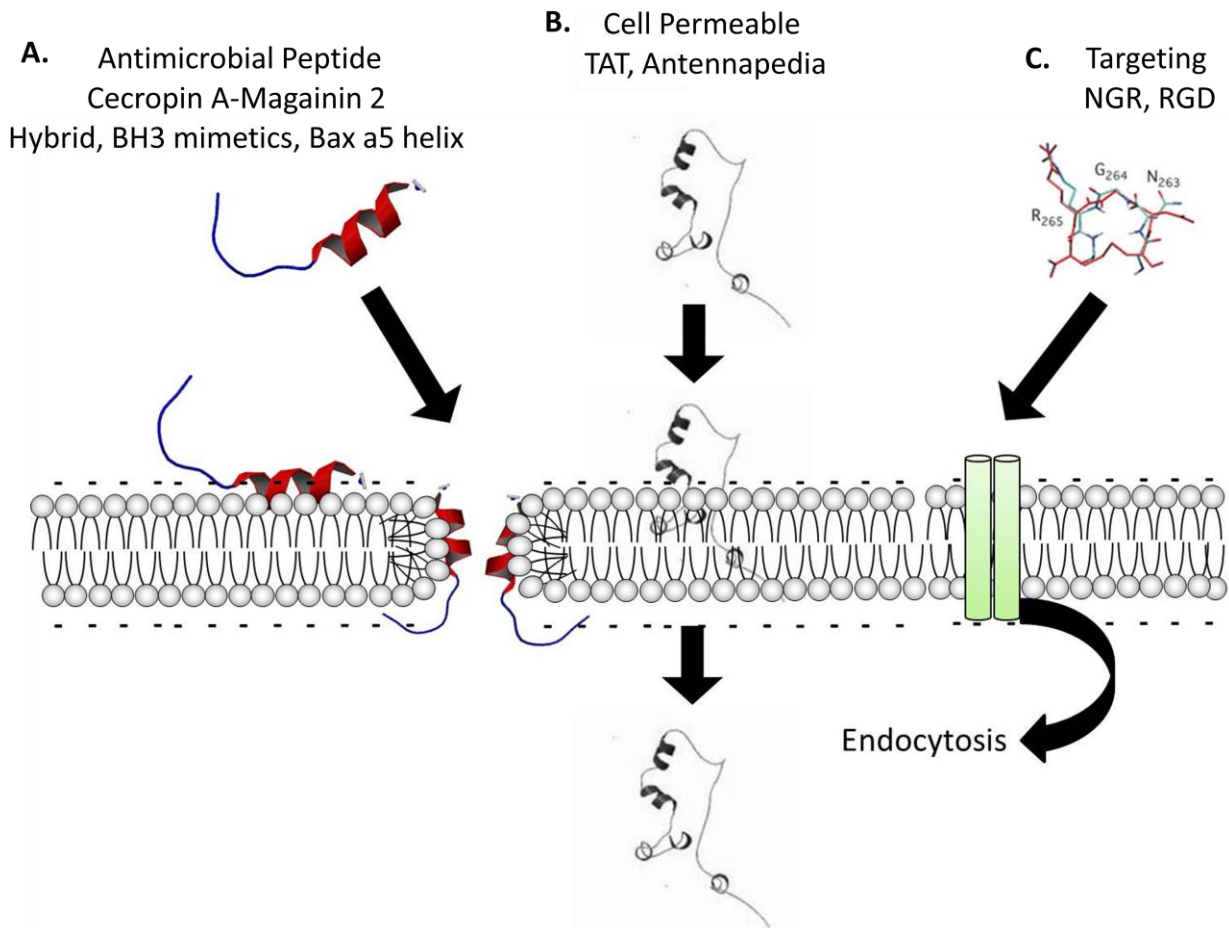 A. Antimicrobial Peptide
Cecropin A-Magainin 2
Hybrid, BH3 mimetics, Bax a5 helix
B. Cell Permeable
TAT, Antennapedia
C. Targeting
NGR, RGD
G264 N263
R265
Endocytosis